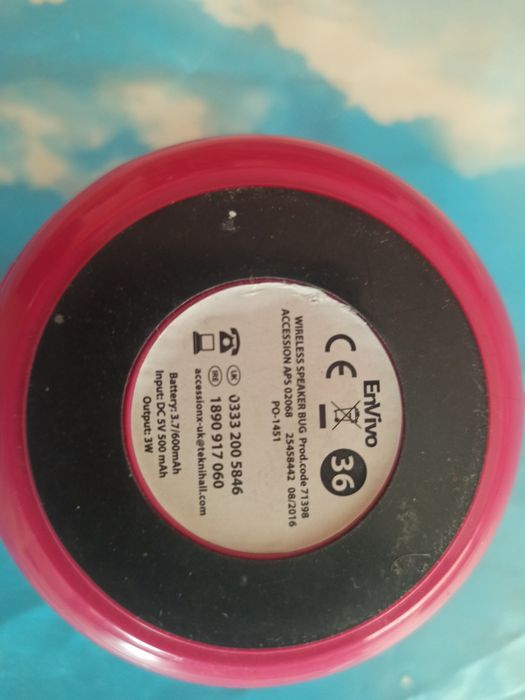 EnVivo
CE
36
WIRELESS SPEAKER BUG Prod.code 71398
ACCESSION APS 02068 25458442 08/2016
PO-1451
UK 0333 200 5846
IRE 1890 917 060
accessionx-uk@teknihall.com
Battery: 3.7/600mAh
Input: DC 5V 500 mAh
Output: 3W